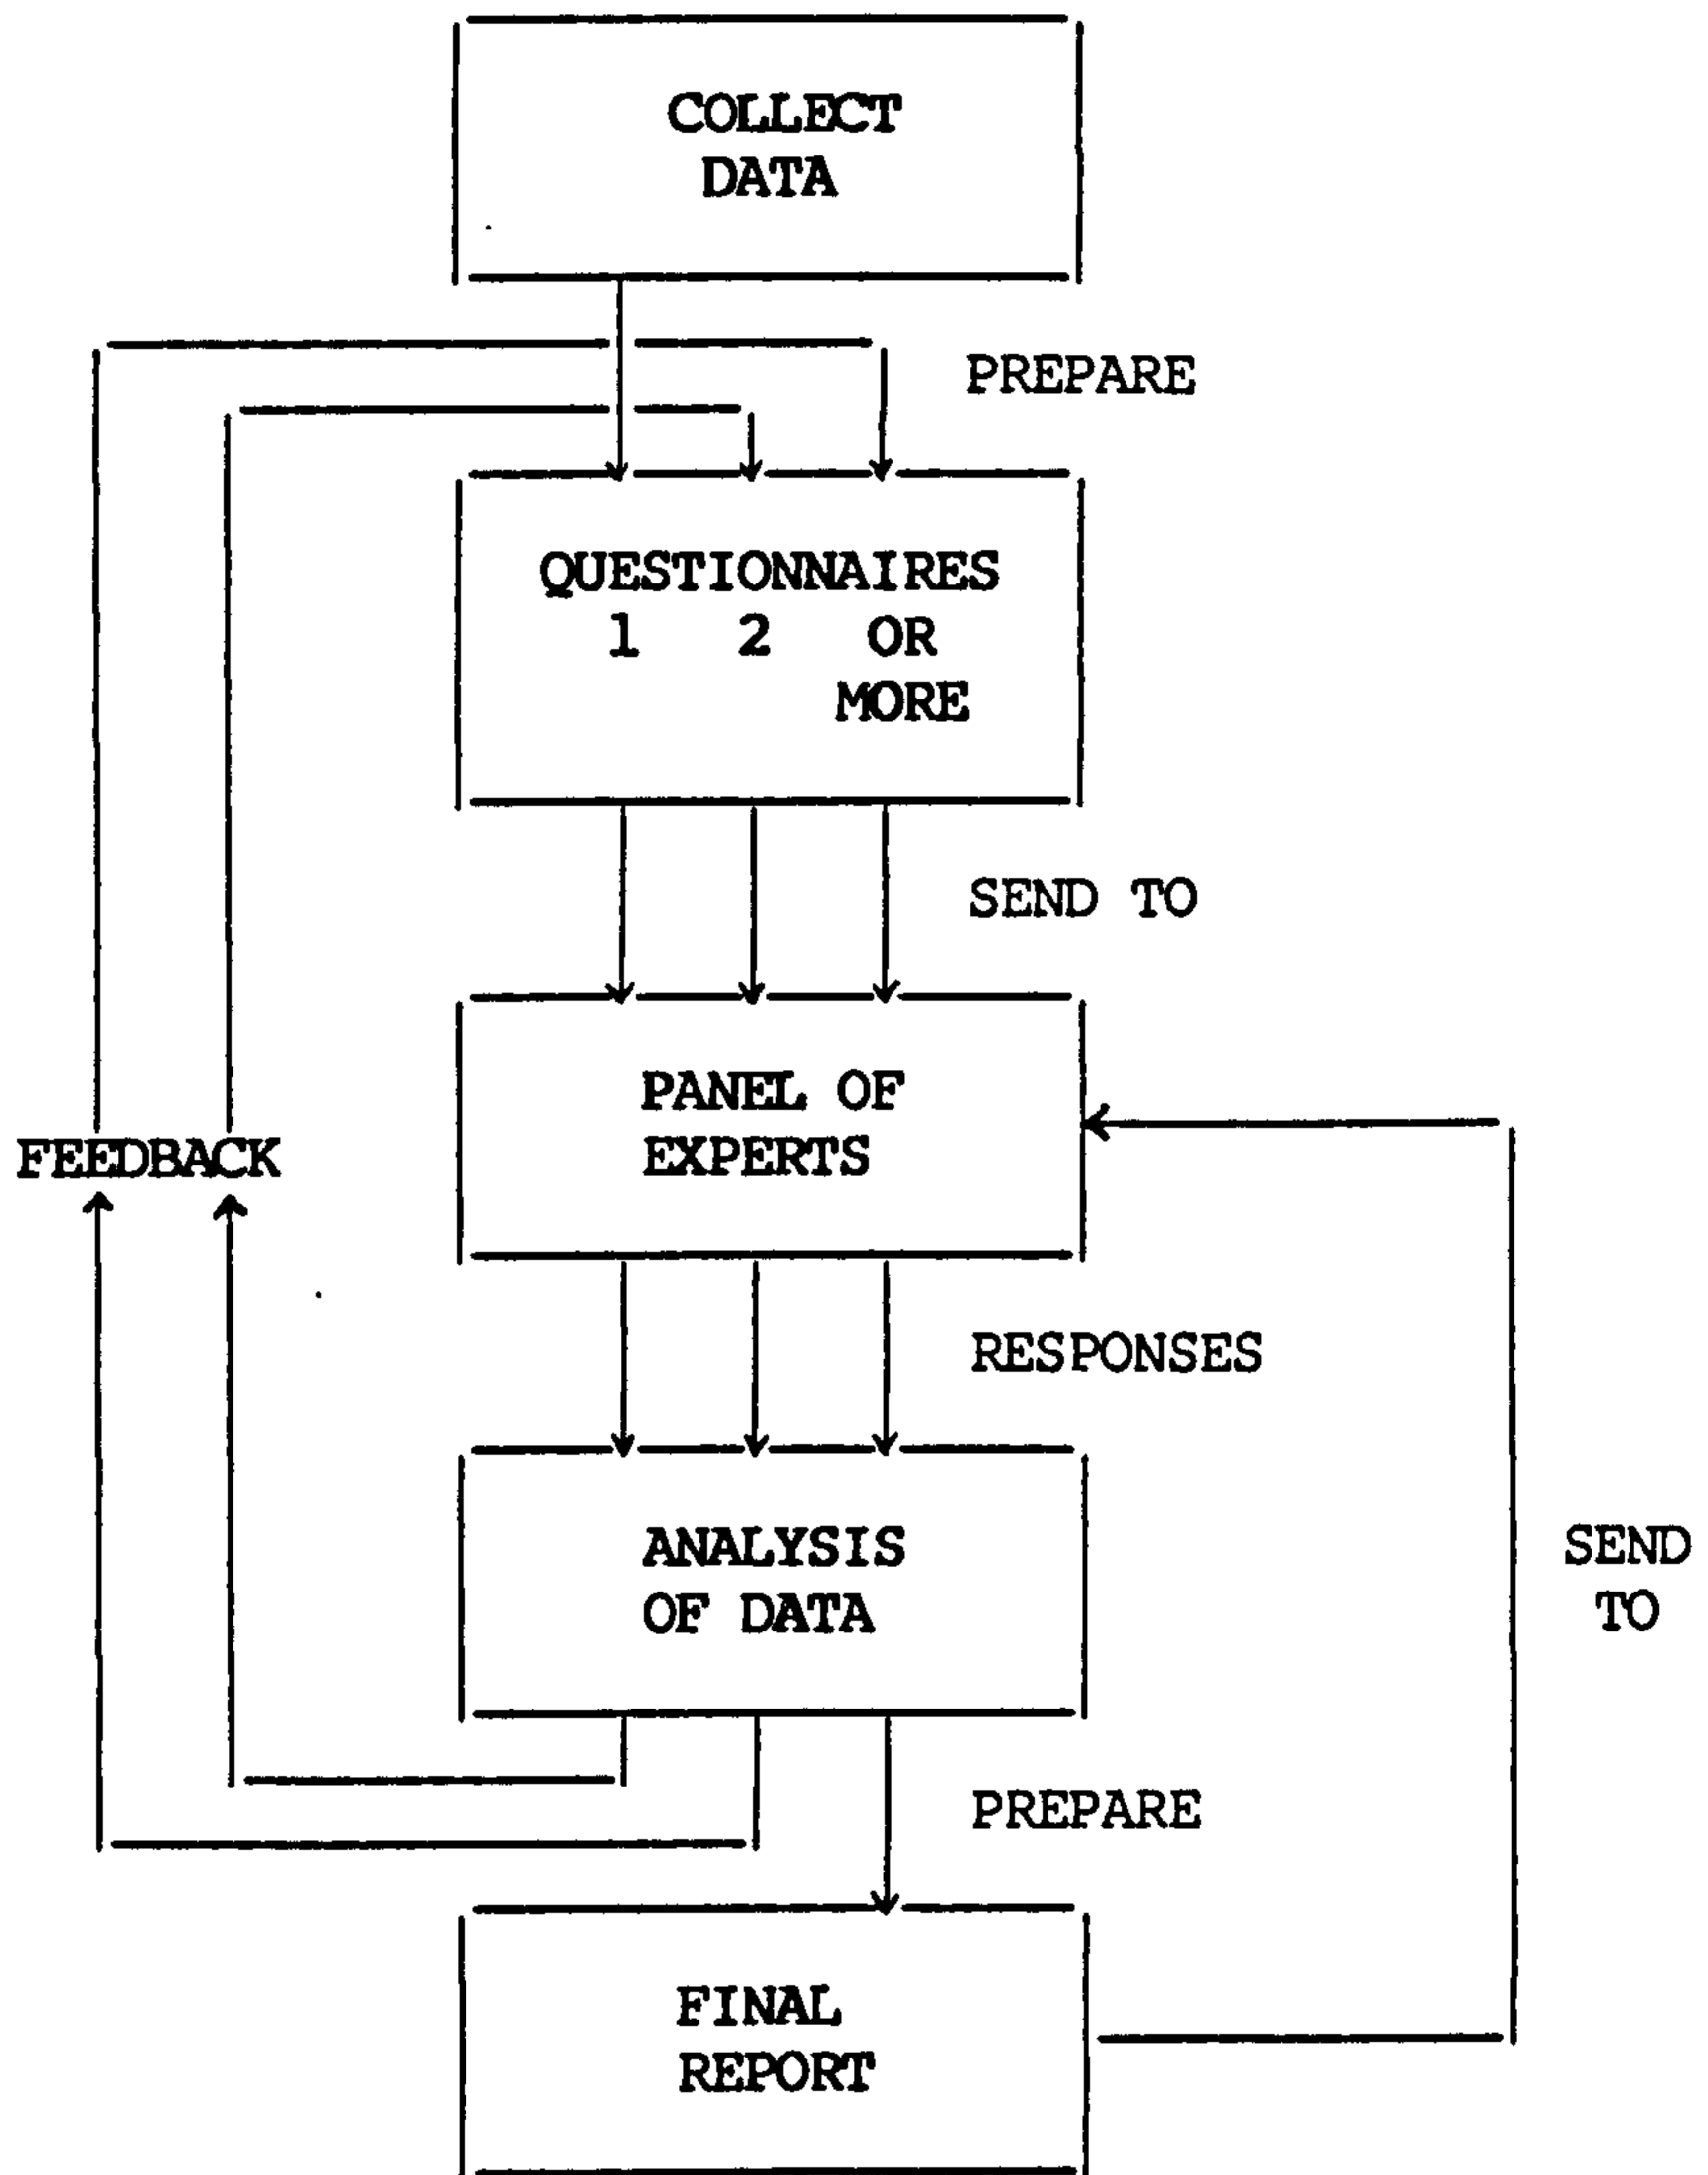 COLLECT
DATA
PREPARE
QUESTIONNAIRES
1 2 OR
MORE
SEND TO
PANEL OF
EXPERTS
FEEDBACK
RESPONSES
ANALYSIS
OF DATA
SEND
TO
PREPARE
FINAL
REPORT